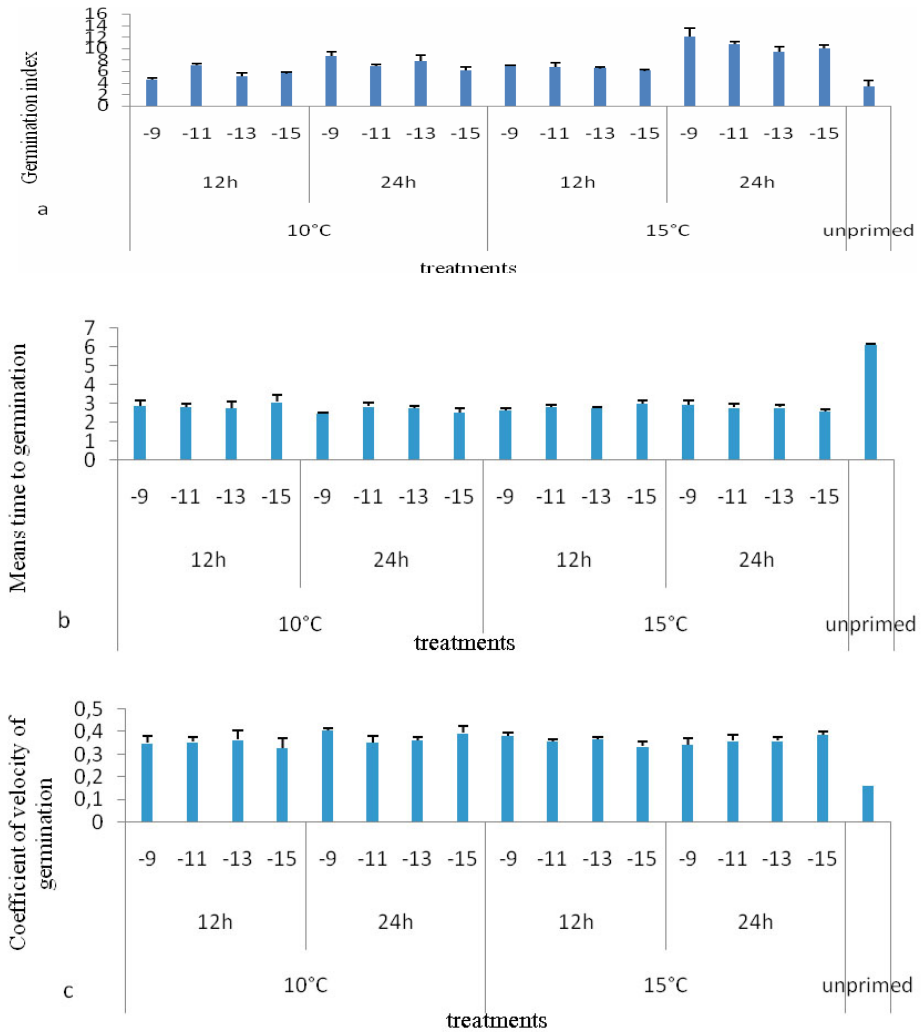 16
14
12
10
8
6
4
2
0
Germination index
-9 -11 -13 -15 -9 -11 -13 -15 -9 -11 -13 -15 -9 -11 -13 -15
12h 24h 12h 24h
a
10°C 15°C unprimed
treatments
7
6
5
4
3
2
1
0
Means time to germination
-9 -11 -13 -15 -9 -11 -13 -15 -9 -11 -13 -15 -9 -11 -13 -15
12h 24h 12h 24h
b
10°C 15°C unprimed
treatments
0,5
0,4
0,3
0,2
0,1
0
Coefficient of velocity of
germination
-9 -11 -13 -15 -9 -11 -13 -15 -9 -11 -13 -15 -9 -11 -13 -15
12h 24h 12h 24h
c
10°C 15°C unprimed
treatments